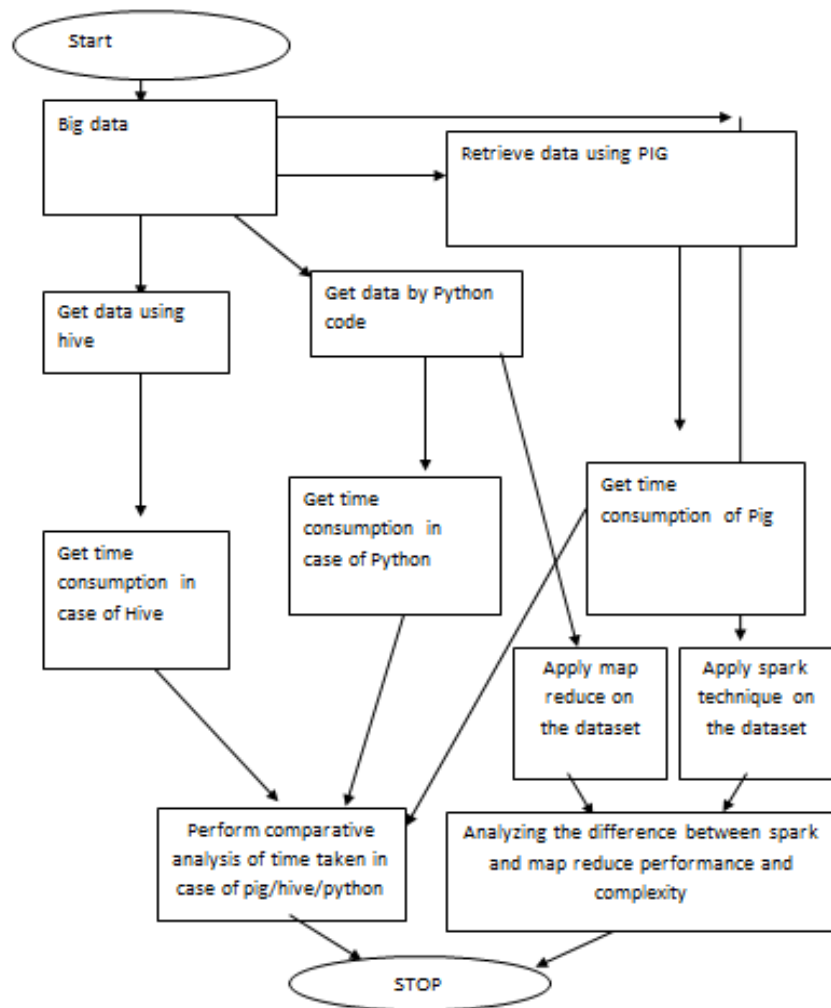 Start
Big data
Retrieve data using PIG
Get data using
hive
Get data by Python
code
Get time
consumption in
case of Hive
Get time
consumption in
case of Python
Get time
consumption of Pig
Apply map
reduce on
the dataset
Apply spark
technique on
the dataset
Perform comparative
analysis of time taken in
case of pig/hive/python
Analyzing the difference between spark
and map reduce performance and
complexity
STOP